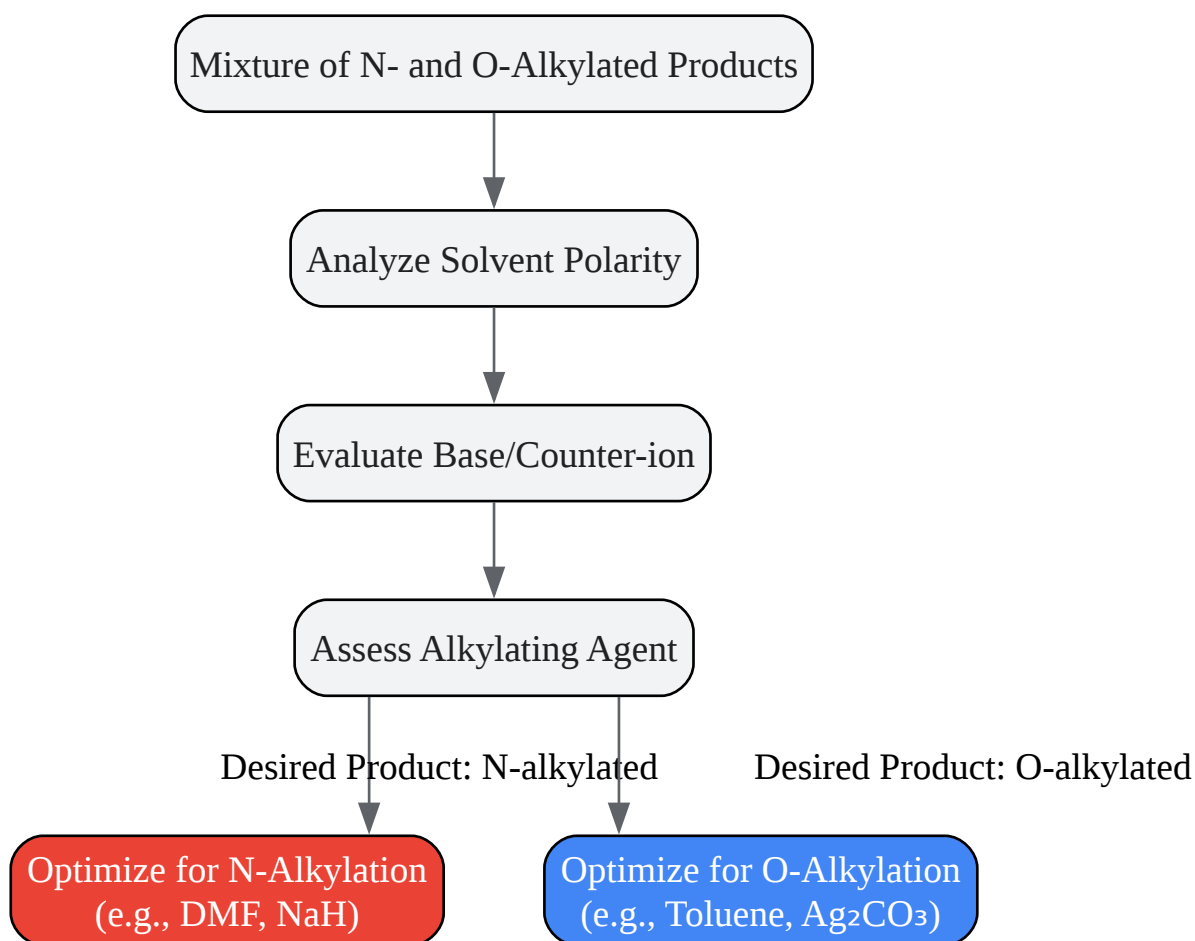 Mixture of N- and O-Alkylated Products
Analyze Solvent Polarity
Evaluate Base/Counter-ion
Assess Alkylating Agent
Desired Product: N-alkylated
Desired Product: O-alkylated
Optimize for N-Alkylation
(e.g., DMF, NaH)
Optimize for O-Alkylation
(e.g., Toluene, Ag₂CO₃)